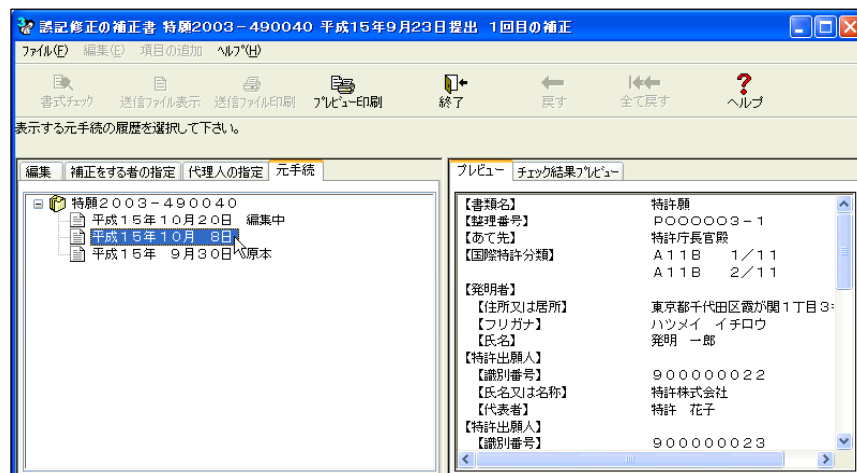 誤記修正の補正書 特願2003－490040 平成15年9月23日提出 1回目の補正
ファイル(F) 編集(E) 項目の追加 ヘルプ(H)
書式チェック 送信ファイル表示 送信ファイル印刷 プレビュー印刷 終了 戻す 全て戻す ヘルプ
表示する元手続の履歴を選択して下さい。
編集 補正をする者の指定 代理人の指定 元手続
特願２００３－４９００４０
平成１５年１０月２０日 編集中
平成１５年１０月　８日
平成１５年　９月３０日 原本
プレビュー チェック結果プレビュー
【書類名】 特許願
【整理番号】 Ｐ０００００３－１
【あて先】 特許庁長官殿
【国際特許分類】 Ａ１１Ｂ　１／１１
Ａ１１Ｂ　２／１１
【発明者】
【住所又は居所】 東京都千代田区霞が関１丁目３
【フリガナ】 ハツメイ　イチロウ
【氏名】 発明　一郎
【特許出願人】
【識別番号】 ９０００００００２２
【氏名又は名称】 特許株式会社
【代表者】 特許　花子
【特許出願人】
【識別番号】 ９０００００００２３